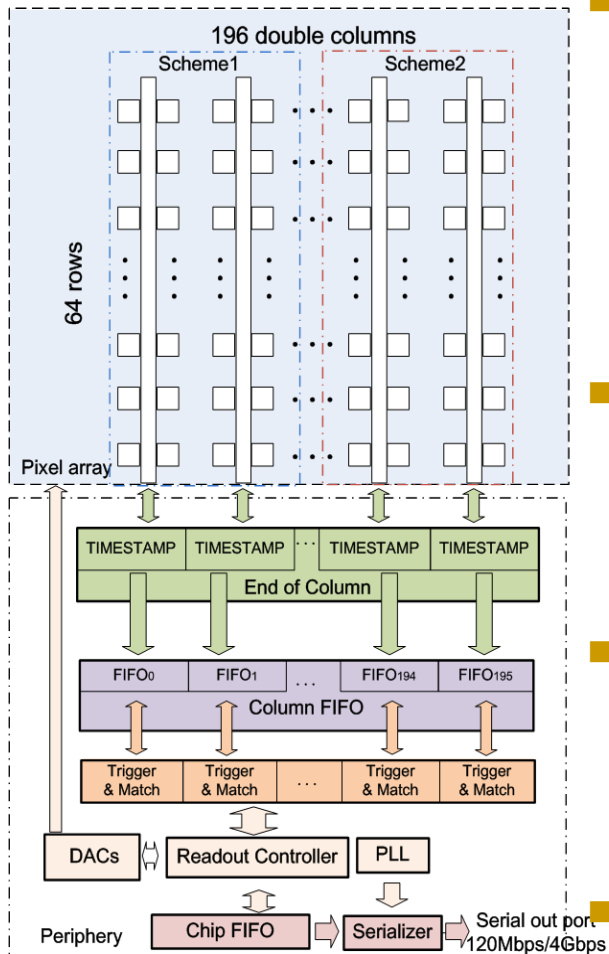 196 double columns
Scheme1
Scheme2
64 rows
Pixel array
TIMESTAMP
TIMESTAMP
...
TIMESTAMP
TIMESTAMP
End of Column
FIFO0
FIFO1
...
FIFO194
FIFO195
Column FIFO
Trigger
& Match
Trigger
& Match
...
Trigger
& Match
Trigger
& Match
DACs
Readout Controller
PLL
Periphery
Chip FIFO
Serializer
Serial out port
120Mbps/4Gbps